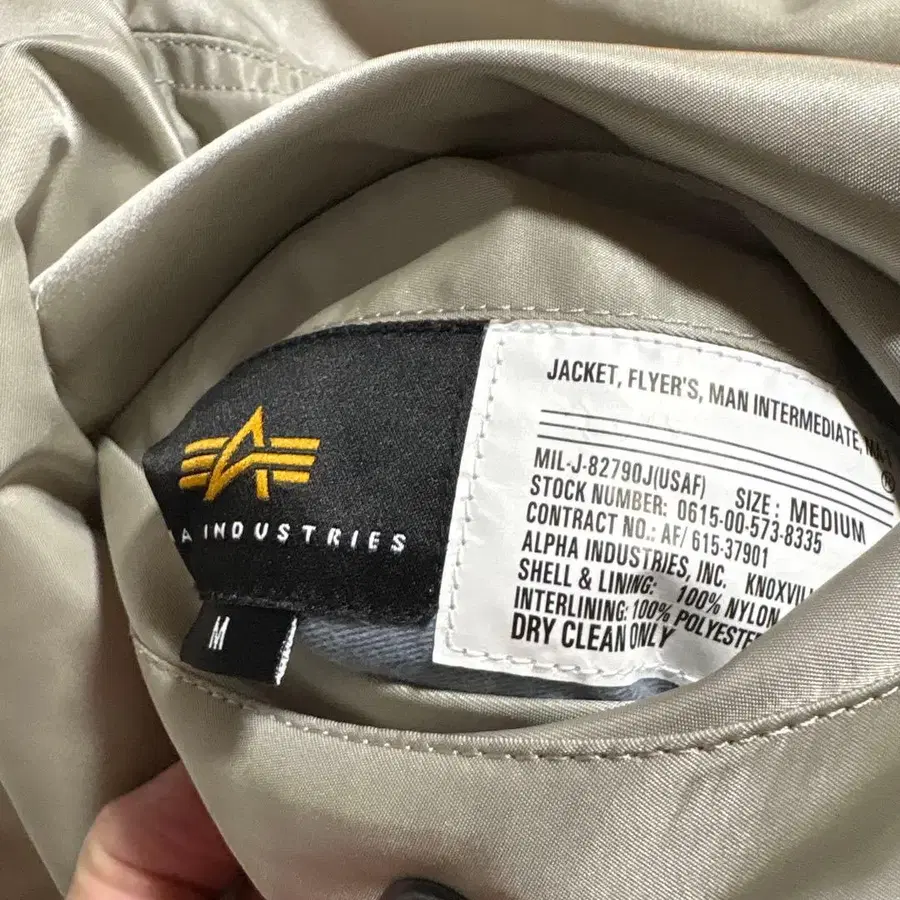 INDUSTRIES
M
JACKET, FLYER'S, MAN INTERMEDIATE,
MIL-J-82790J(USAF) SIZE: MEDIUM
STOCK NUMBER: 0615-00-573-8335
CONTRACT NO.: AF/ 615-37901
ALPHA INDUSTRIES, INC. KNOXVIL
SHELL & LINING: 100% NYLON
INTERLINING: 100% POLYESTER
DRY CLEAN ONLY
®